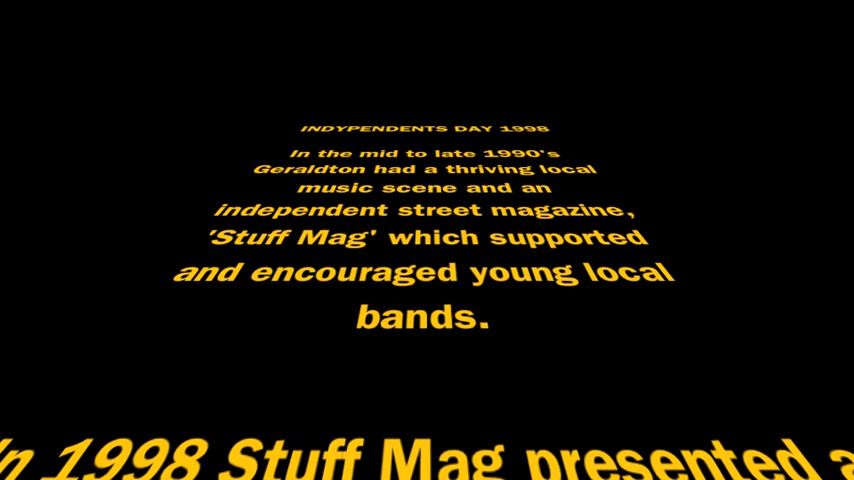 INDYPENDENTS DAY 1998
In the mid to late 1990's
Geraldton had a thriving local
music scene and an
independent street magazine,
'Stuff Mag' which supported
and encouraged young local
bands.
In 1998 Stuff Mag presented a